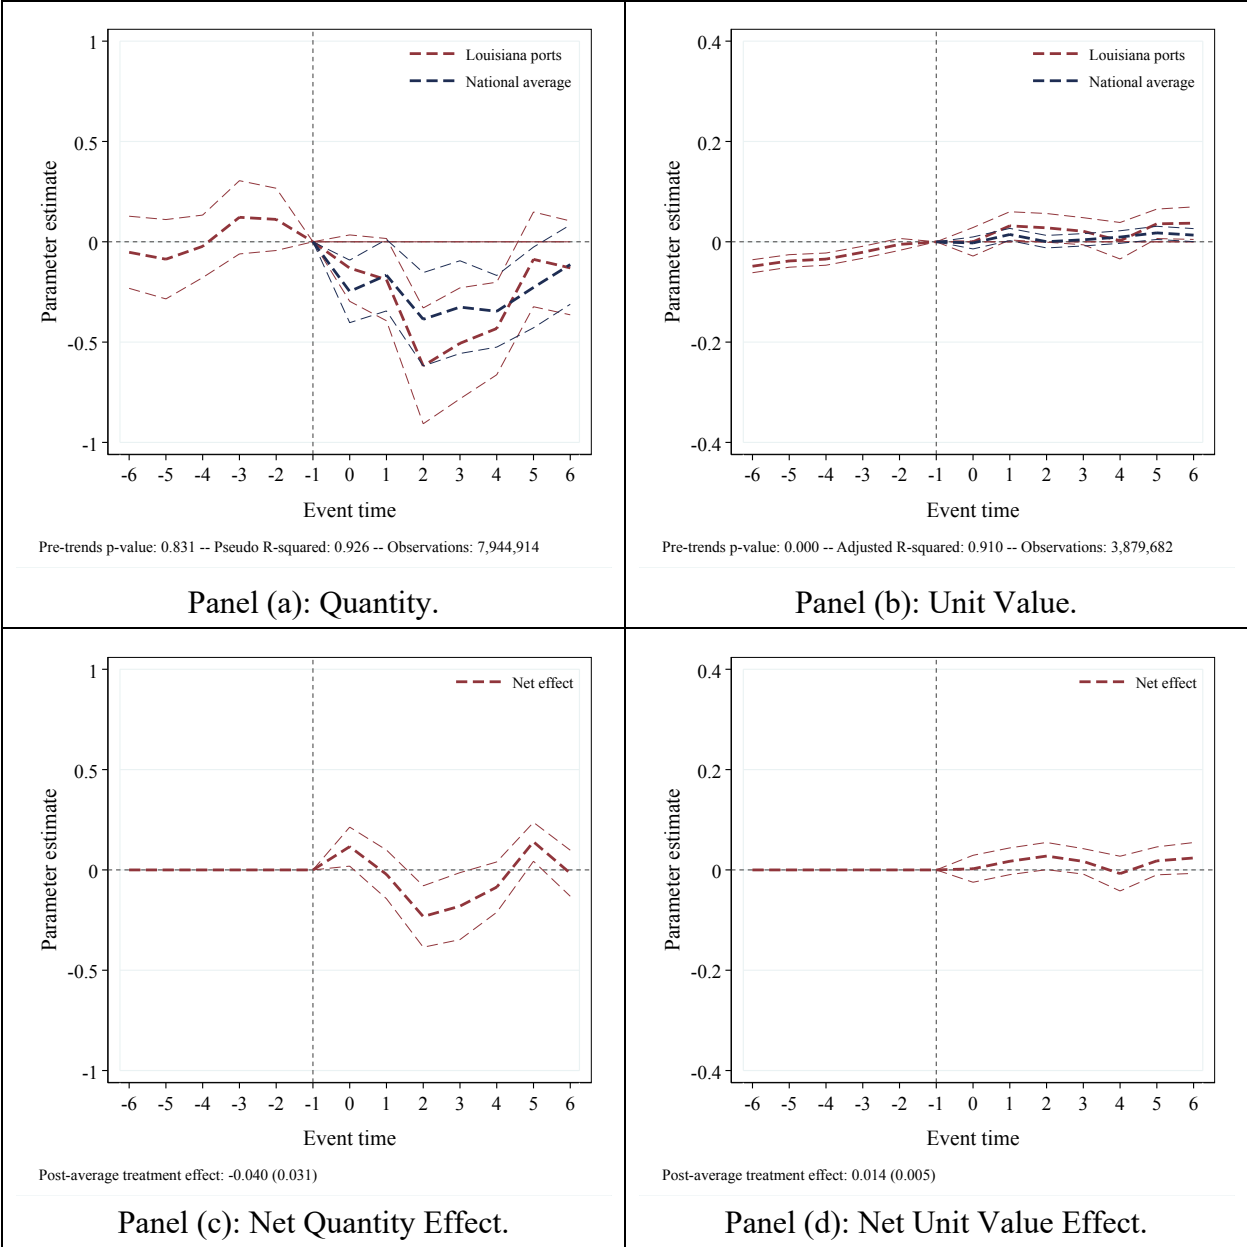 1
0.5
0
-0.5
-1
Parameter estimate
Louisiana ports
National average
-6 -5 -4 -3 -2 -1 0 1 2 3 4 5 6
Event time
Pre-trends p-value: 0.831 -- Pseudo R-squared: 0.926 -- Observations: 7,944,914
Panel (a): Quantity.
0.4
0.2
0
-0.2
-0.4
Parameter estimate
Louisiana ports
National average
-6 -5 -4 -3 -2 -1 0 1 2 3 4 5 6
Event time
Pre-trends p-value: 0.000 -- Adjusted R-squared: 0.910 -- Observations: 3,879,682
Panel (b): Unit Value.
1
0.5
0
-0.5
-1
Parameter estimate
Net effect
-6 -5 -4 -3 -2 -1 0 1 2 3 4 5 6
Event time
Post-average treatment effect: -0.040 (0.031)
Panel (c): Net Quantity Effect.
0.4
0.2
0
-0.2
-0.4
Parameter estimate
Net effect
-6 -5 -4 -3 -2 -1 0 1 2 3 4 5 6
Event time
Post-average treatment effect: 0.014 (0.005)
Panel (d): Net Unit Value Effect.